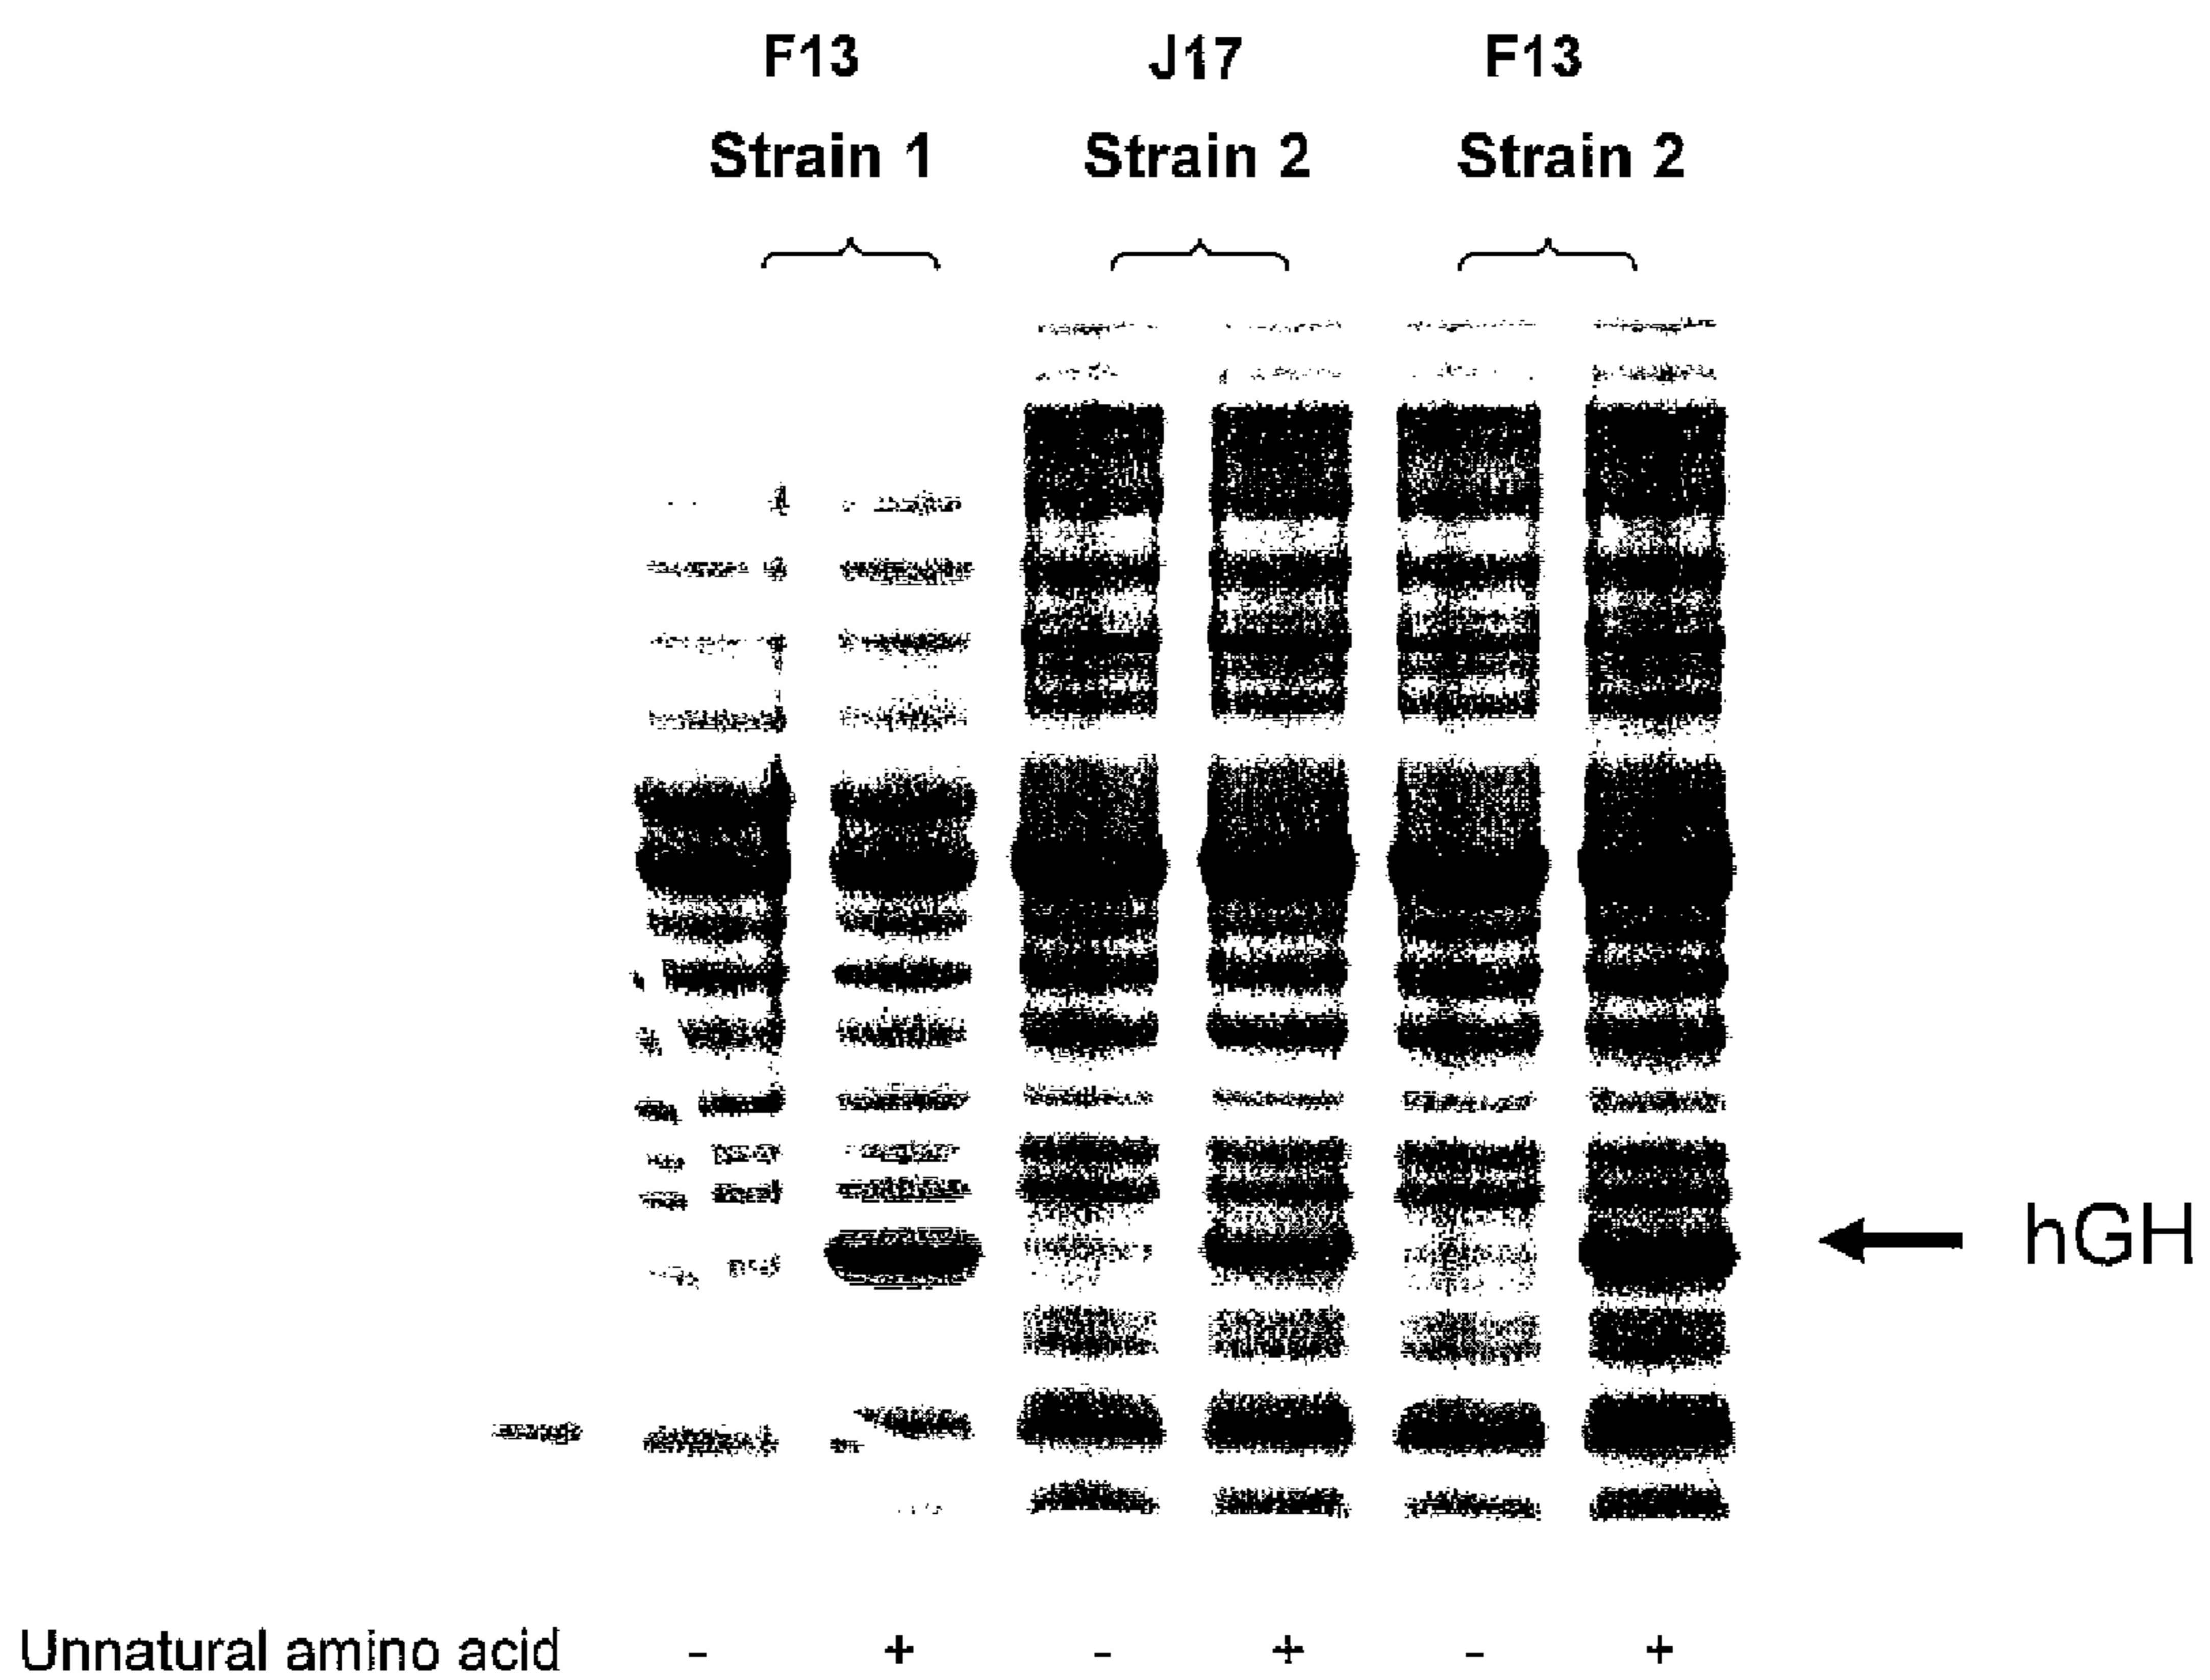 F13 J17 F13
Strain 1 Strain 2 Strain 2
hGH
Unnatural amino acid - + - + - +